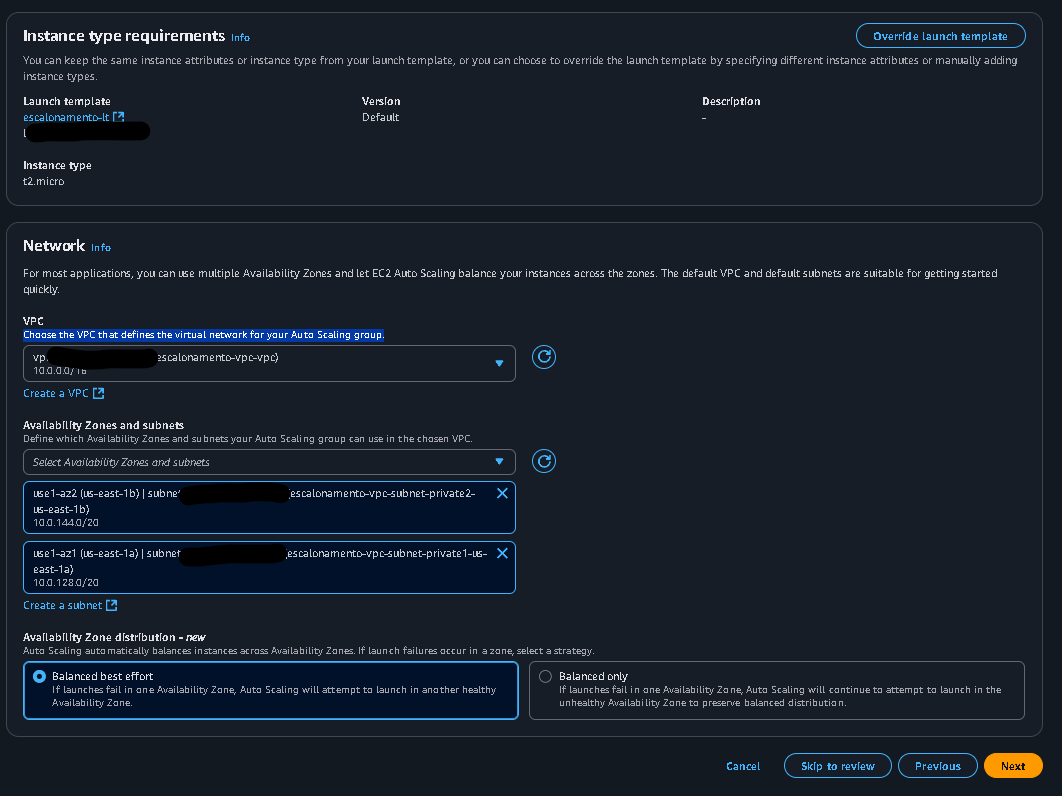 Instance type requirements Info
Override launch template
You can keep the same instance attributes or instance type from your launch template, or you can choose to override the launch template by specifying different instance attributes or manually adding
instance types.
Launch template
escalonamento-lt
l
Version
Default
Description
-
Instance type
t2.micro
Network Info
For most applications, you can use multiple Availability Zones and let EC2 Auto Scaling balance your instances across the zones. The default VPC and default subnets are suitable for getting started
quickly.
VPC
Choose the VPC that defines the virtual network for your Auto Scaling group.
escalonamento-vpc-vpc)
10.0.0.0/16
Create a VPC
Availability Zones and subnets
Define which Availability Zones and subnets your Auto Scaling group can use in the chosen VPC.
Select Availability Zones and subnets
use1-az2 (us-east-1b) | subnet escalonamento-vpc-subnet-private2-
us-east-1b)
10.0.144.0/20
use1-az1 (us-east-1a) | subnet escalonamento-vpc-subnet-private1-us-
east-1a)
10.0.128.0/20
Create a subnet
Availability Zone distribution - new
Auto Scaling automatically balances instances across Availability Zones. If launch failures occur in a zone, select a strategy.
Balanced best effort
If launches fail in one Availability Zone, Auto Scaling will attempt to launch in another healthy
Availability Zone.
Balanced only
If launches fail in one Availability Zone, Auto Scaling will continue to attempt to launch in the
unhealthy Availability Zone to preserve balanced distribution.
Cancel
Skip to review
Previous
Next